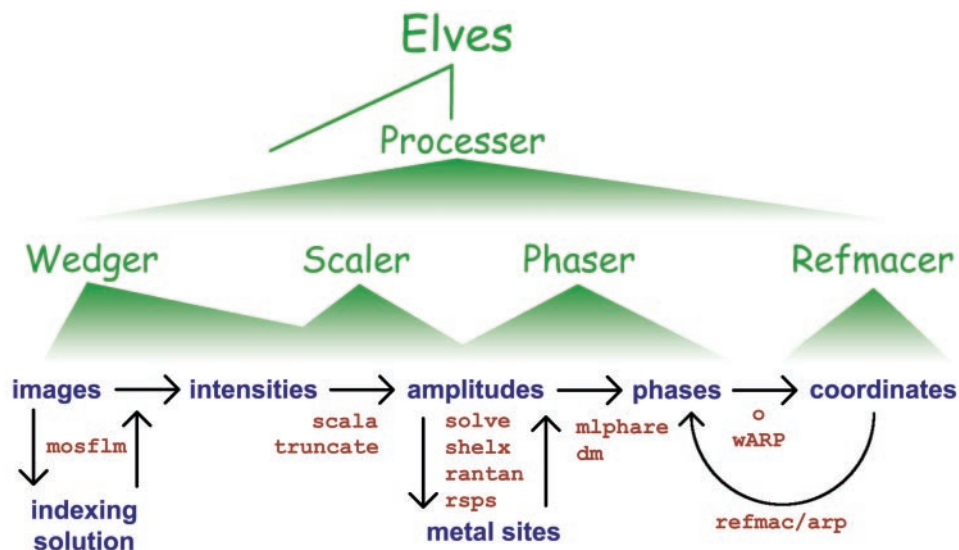 Elves
Processer
Wedger Scaler Phaser Refmacer
images intensities amplitudes phases coordinates
mosflm
scala
truncate
solve
shelx
rantan
rsps
mlphare
dm
o
wARP
indexing
solution
metal sites
refmac/arp